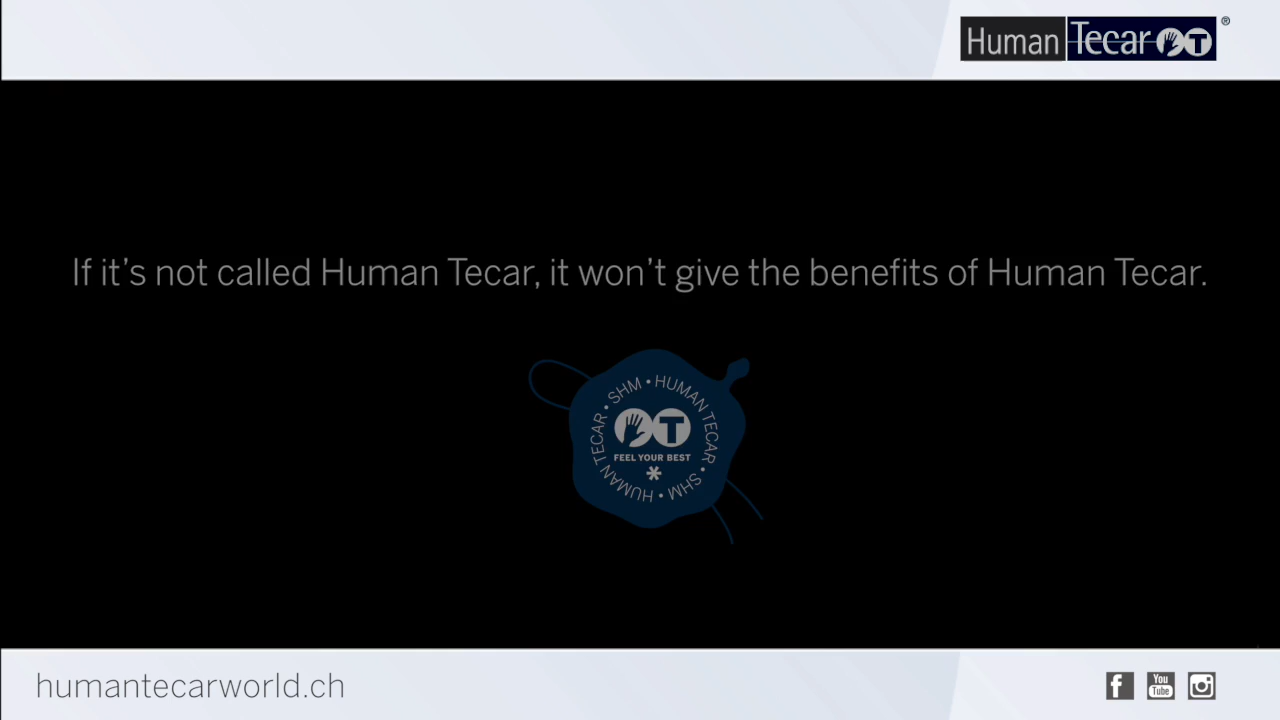 Human Tecar T ®
If it's not called Human Tecar, it won't give the benefits of Human Tecar.
SHM • HUMAN TECAR • SHM • HUMAN TECAR •
T
FEEL YOUR BEST
*
humantecarworld.ch
f You Tube